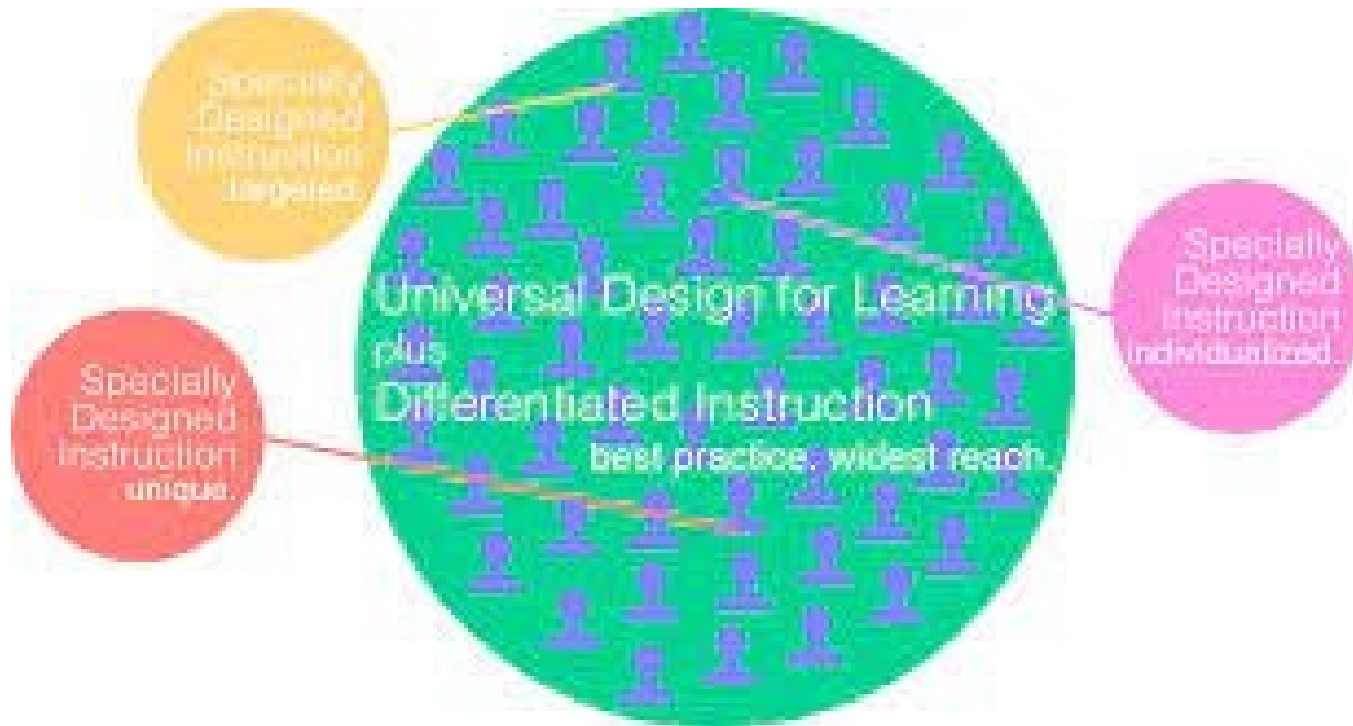 Specially
Designed
Instruction
targeted.
Universal Design for Learning
plus
Differentiated Instruction
best practice, widest reach.
Specially
Designed
Instruction
individualized.
Specially
Designed
Instruction
unique.